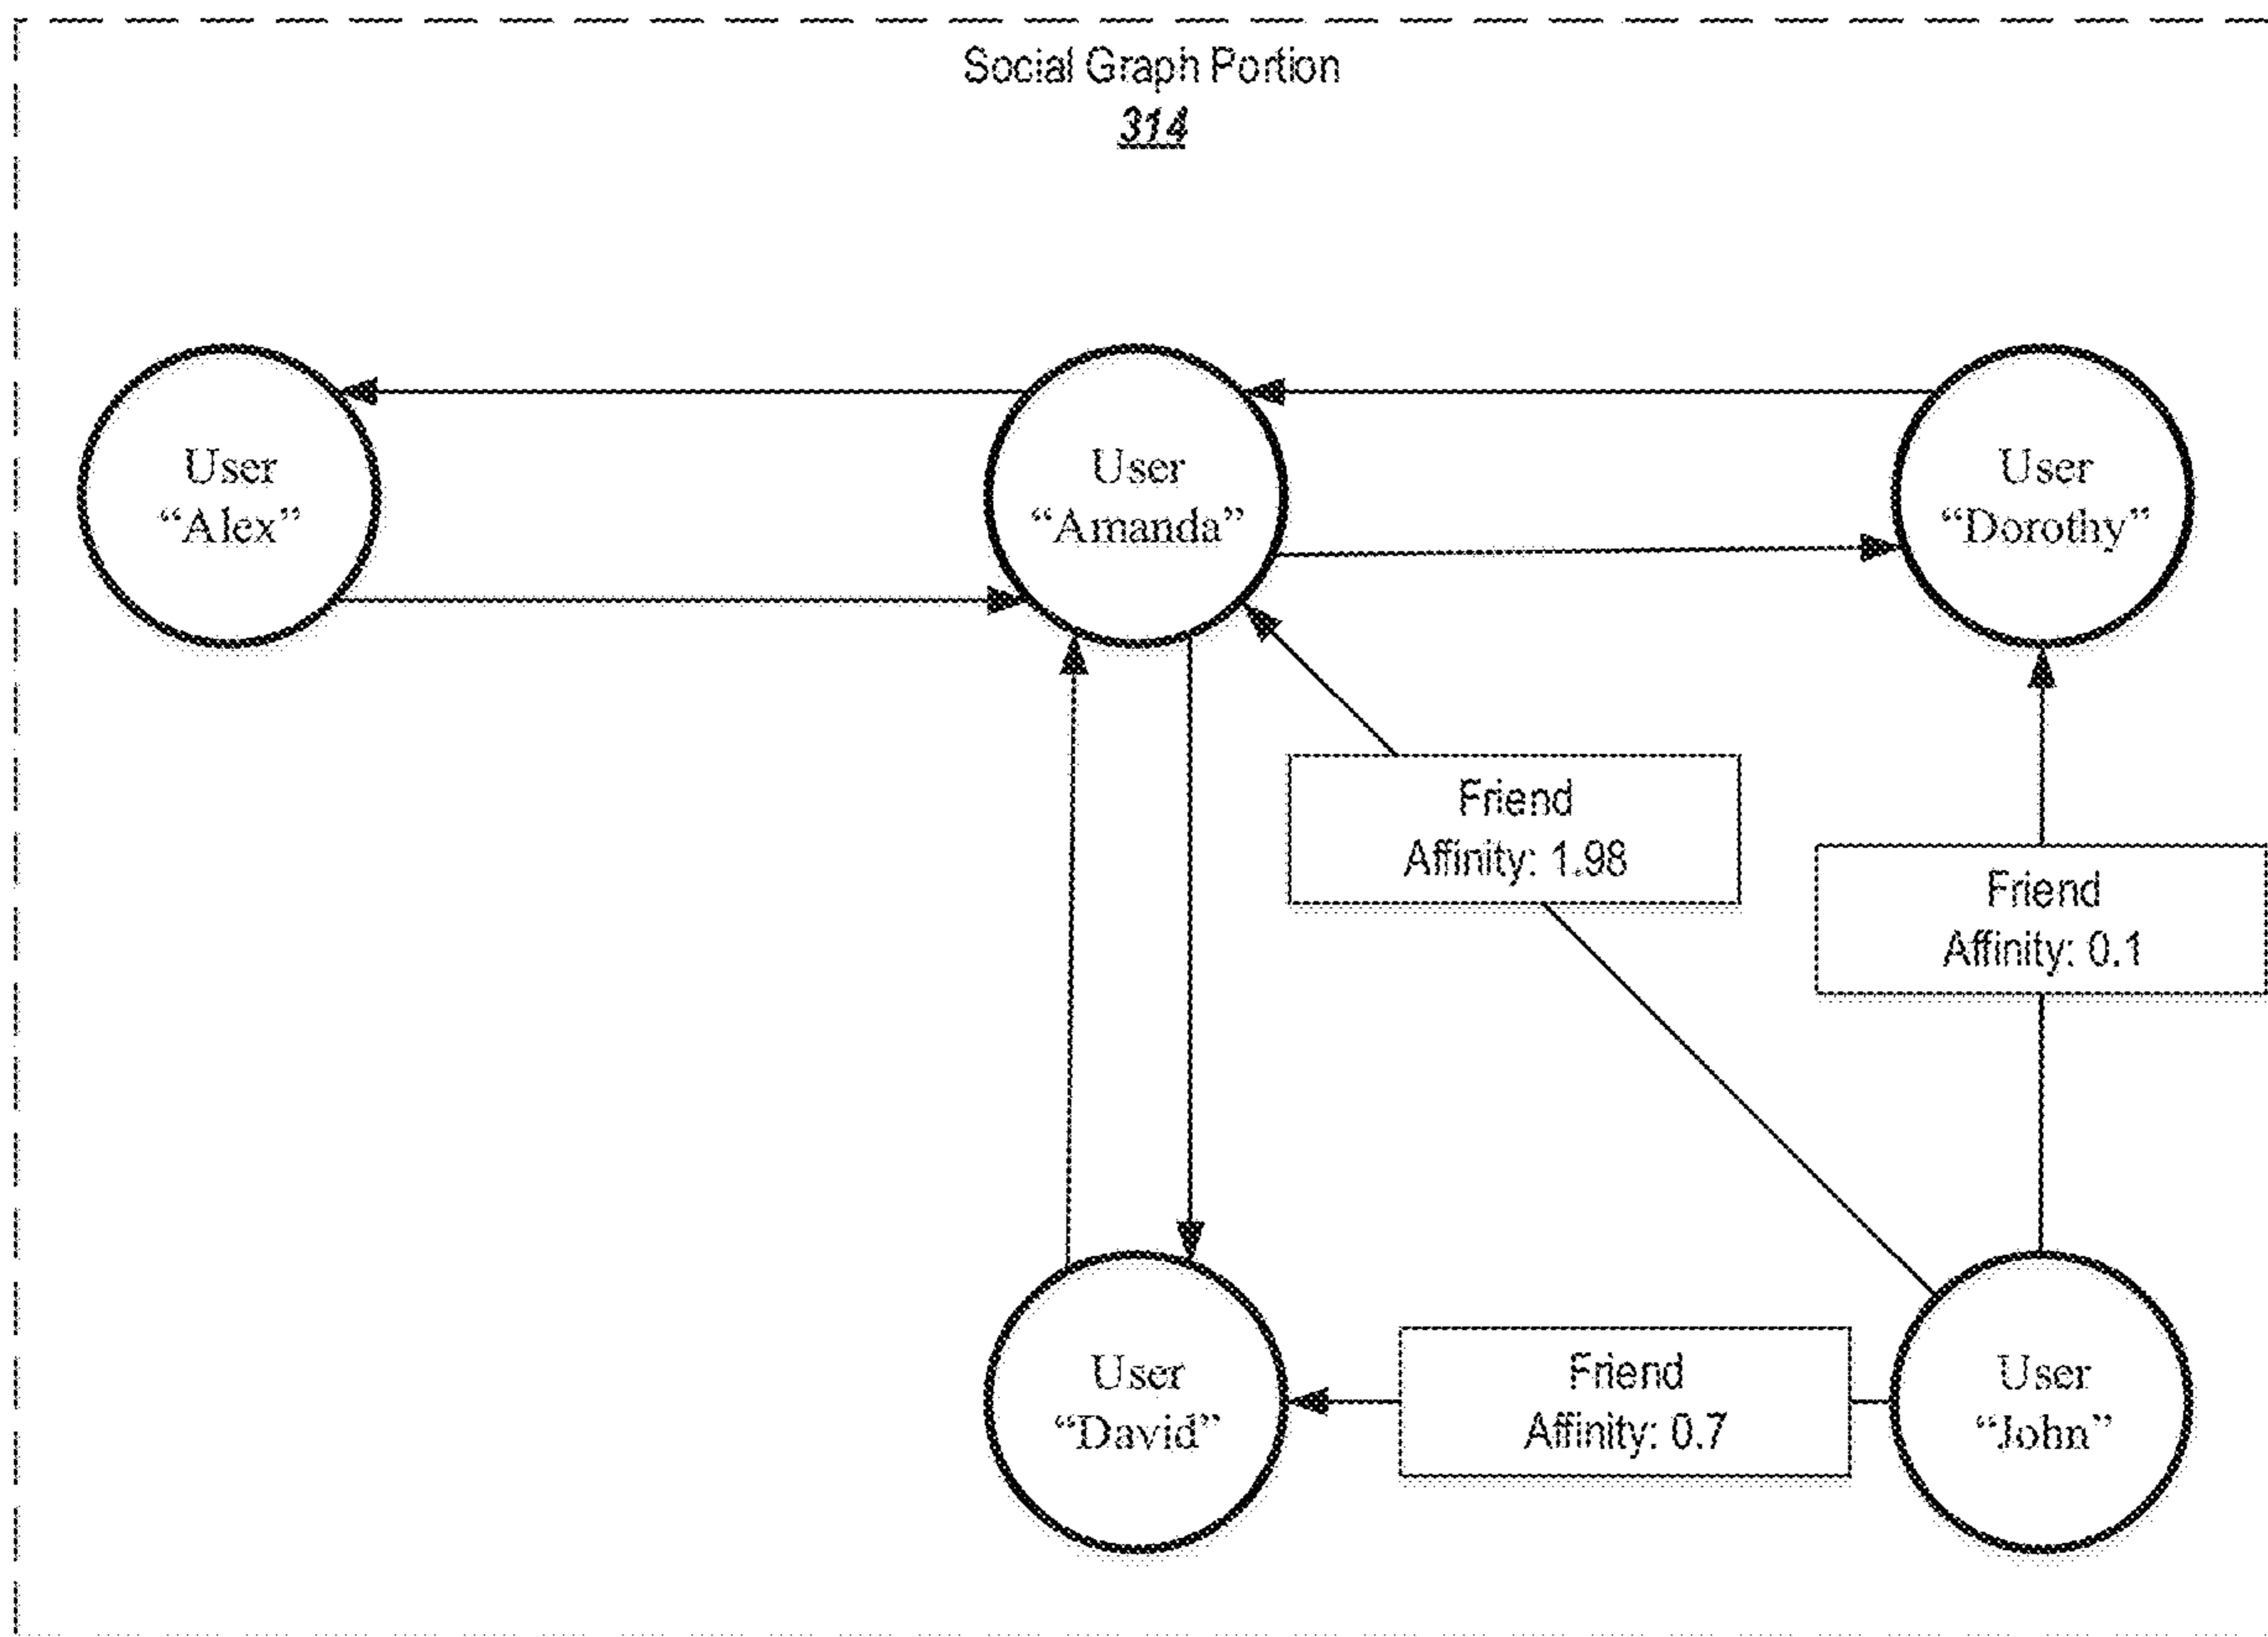 Social Graph Portion
314
User
“Alex”
User
“Amanda”
User
“Dorothy”
Friend
Affinity: 1.98
Friend
Affinity: 0.1
User
“David”
Friend
Affinity: 0.7
User
“John”